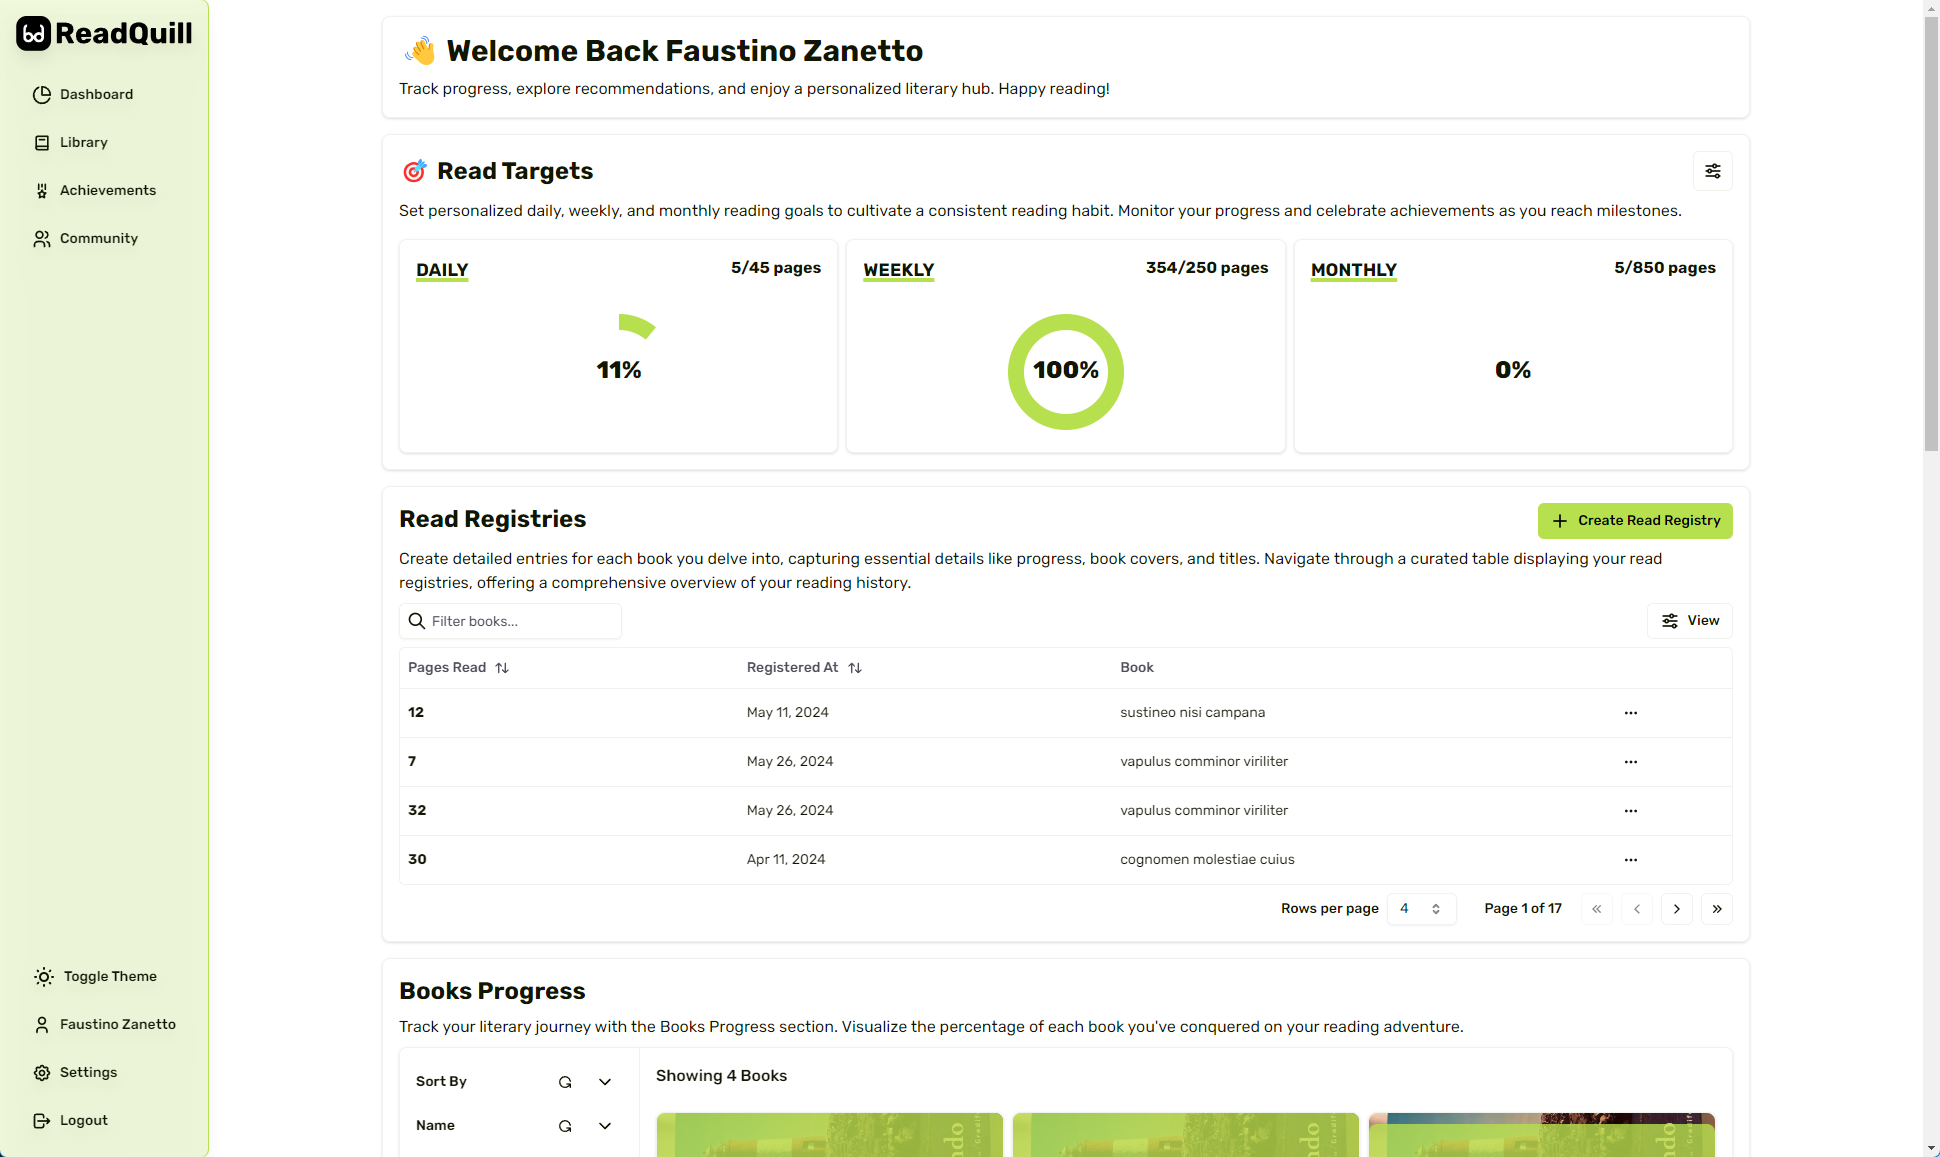 ReadQuill
Dashboard
Library
Achievements
Community
Toggle Theme
Faustino Zanetto
Settings
Logout
Welcome Back Faustino Zanetto
Track progress, explore recommendations, and enjoy a personalized literary hub. Happy reading!
Read Targets
Set personalized daily, weekly, and monthly reading goals to cultivate a consistent reading habit. Monitor your progress and celebrate achievements as you reach milestones.
DAILY
5/45 pages
11%
WEEKLY
354/250 pages
100%
MONTHLY
5/850 pages
0%
Read Registries
Create Read Registry
Create detailed entries for each book you delve into, capturing essential details like progress, book covers, and titles. Navigate through a curated table displaying your read
registries, offering a comprehensive overview of your reading history.
Filter books...
View
Pages Read Registered At Book
12 May 11, 2024 sustineo nisi campana
7 May 26, 2024 vapulus comminor viriliter
32 May 26, 2024 vapulus comminor viriliter
30 Apr 11, 2024 cognomen molestiae cuius
Rows per page 4 Page 1 of 17
Books Progress
Track your literary journey with the Books Progress section. Visualize the percentage of each book you've conquered on your reading adventure.
Sort By
Name
Showing 4 Books